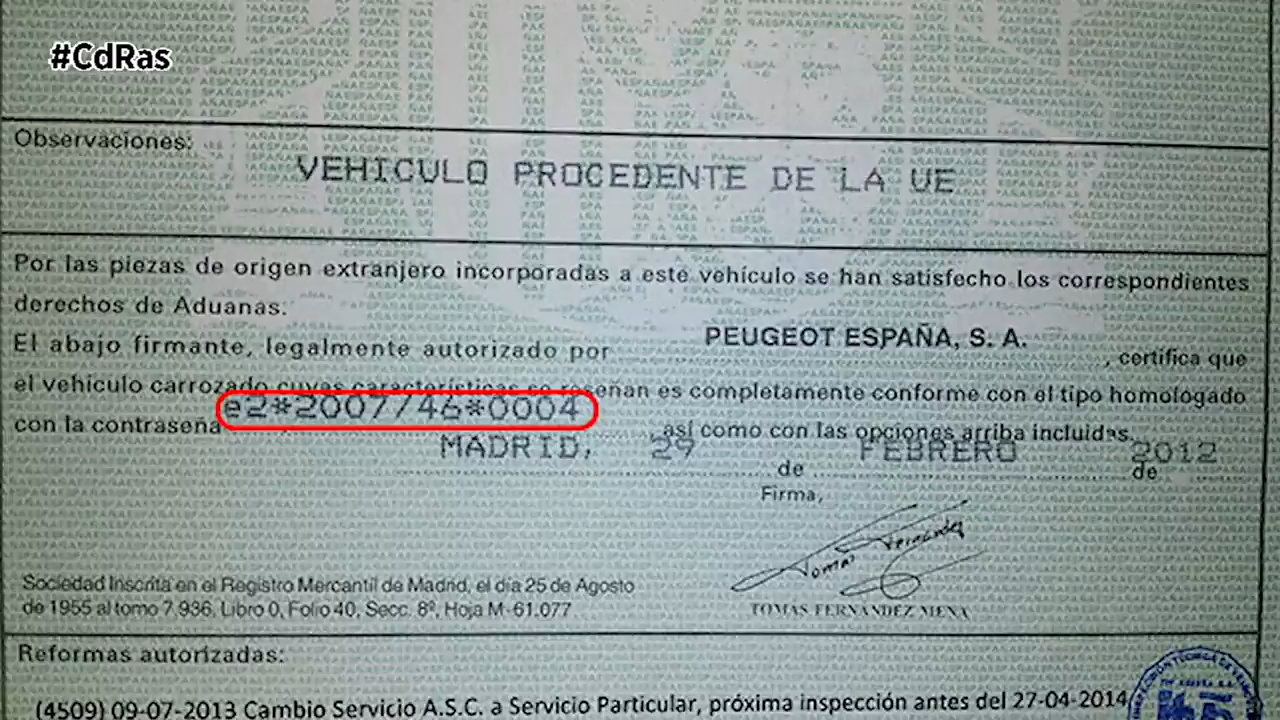 #CdRas
Observaciones:
VEHICULO PROCEDENTE DE LA UE
Por las piezas de origen extranjero incorporadas a este vehículo se han satisfecho los correspondientes
derechos de Aduanas:
PEUGEOT ESPAÑA, S. A.
El abajo firmante, legalmente autorizado por , certifica que
el vehículo carrozado cuyas características se reseñan es completamente conforme con el tipo homologado
e2*2007746*0004
con la contraseña , así como con las opciones arriba incluidas.
MADRID, 29 FEBRERO 2012
de de
Firma,
Tomás Fernández
TOMAS FERNANDEZ MENA
Sociedad Inscrita en el Registro Mercantil de Madrid, el día 25 de Agosto
de 1955 al tomo 7.936, Libro 0, Folio 40, Secc. 8ª, Hoja M-61.077
Reformas autorizadas:
(4509) 09-07-2013 Cambio Servicio A.S.C. a Servicio Particular, próxima inspección antes del 27-04-2014